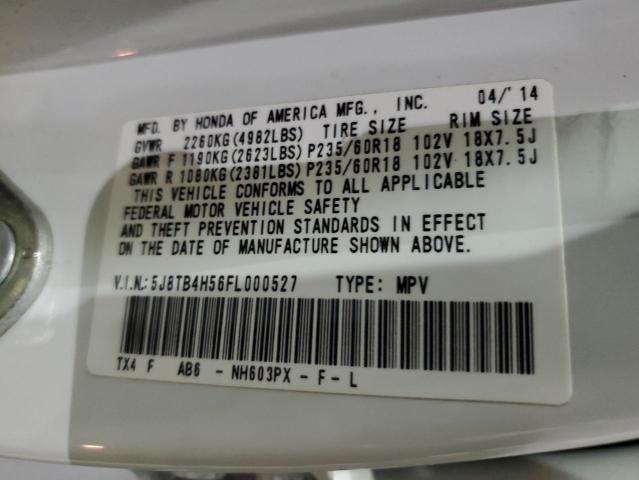 MFD. BY HONDA OF AMERICA MFG., INC. 04/'14
GVWR 2260KG(4982LBS) TIRE SIZE RIM SIZE
GAWR F 1190KG(2623LBS) P235/60R18 102V 18X7.5J
GAWR R 1080KG(2381LBS) P235/60R18 102V 18X7.5J
THIS VEHICLE CONFORMS TO ALL APPLICABLE
FEDERAL MOTOR VEHICLE SAFETY
AND THEFT PREVENTION STANDARDS IN EFFECT
ON THE DATE OF MANUFACTURE SHOWN ABOVE.
V.I.N.:5J8TB4H56FL000527 TYPE: MPV
TX4 F AB6 - NH603PX - F - L